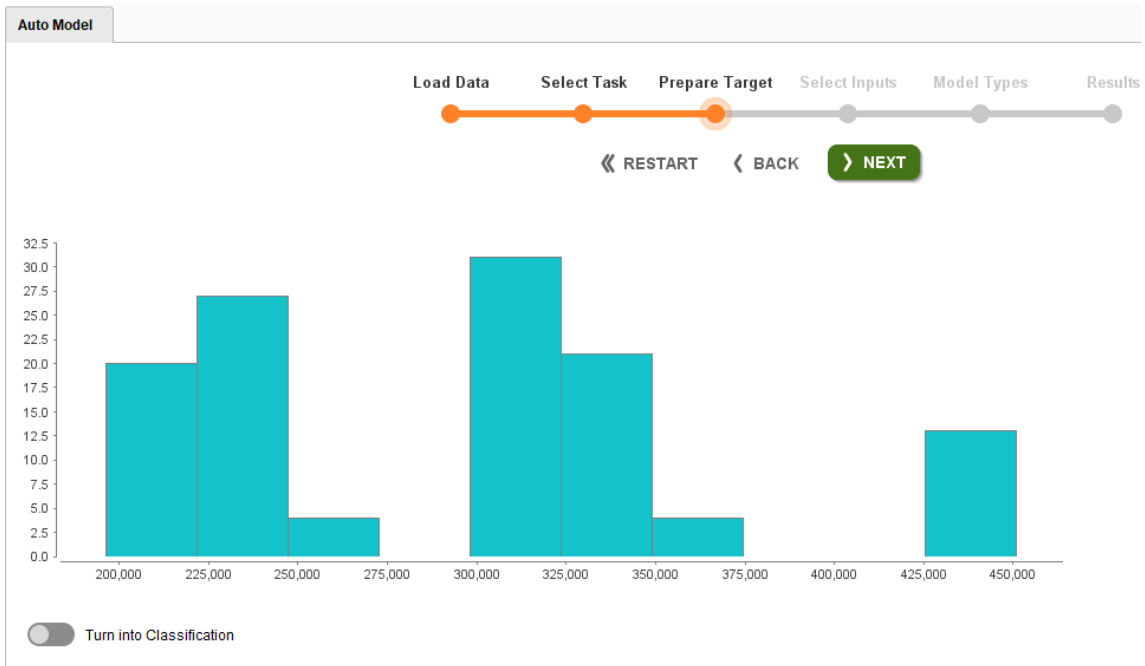 Auto Model
Load Data Select Task Prepare Target Select Inputs Model Types Results
RESTART BACK NEXT
32.5
30.0
27.5
25.0
22.5
20.0
17.5
15.0
12.5
10.0
7.5
5.0
2.5
0.0
200,000 225,000 250,000 275,000 300,000 325,000 350,000 375,000 400,000 425,000 450,000
Turn into Classification